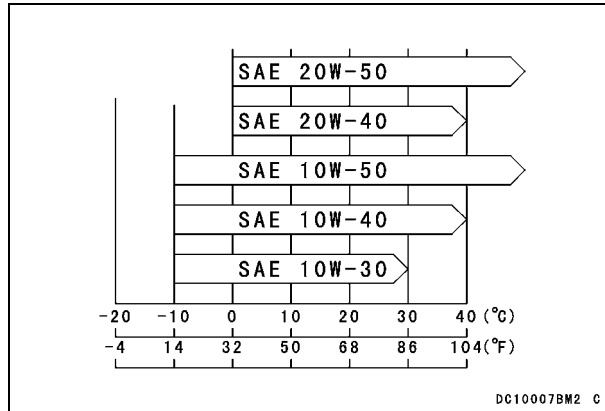 SAE 20W-50
SAE 20W-40
SAE 10W-50
SAE 10W-40
SAE 10W-30
-20 -10 0 10 20 30 40 (°C)
-4 14 32 50 68 86 104(°F)
DC10007BM2 C